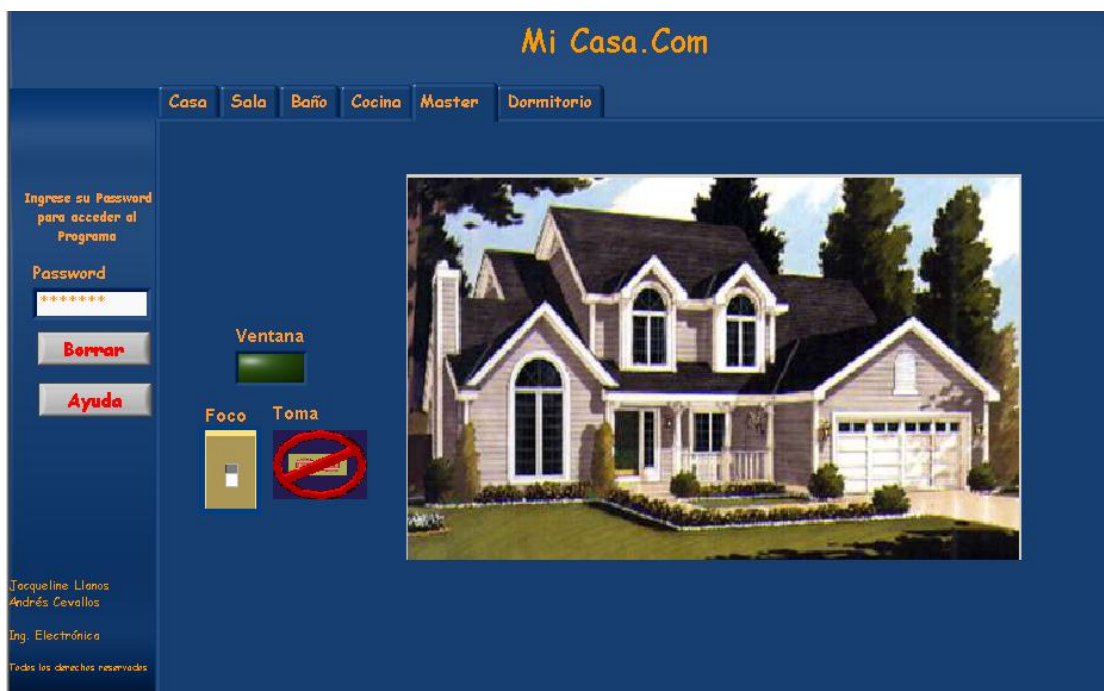 Mi Casa.Com
Casa Sala Baño Cocina Master Dormitorio
Ingrese su Password
para acceder al
Programa
Password
*******
Borrar
Ayuda
Ventana
Foco Toma
Jacqueline Llanos
Andrés Cevallos
Ing. Electrónica
Todos los derechos reservados